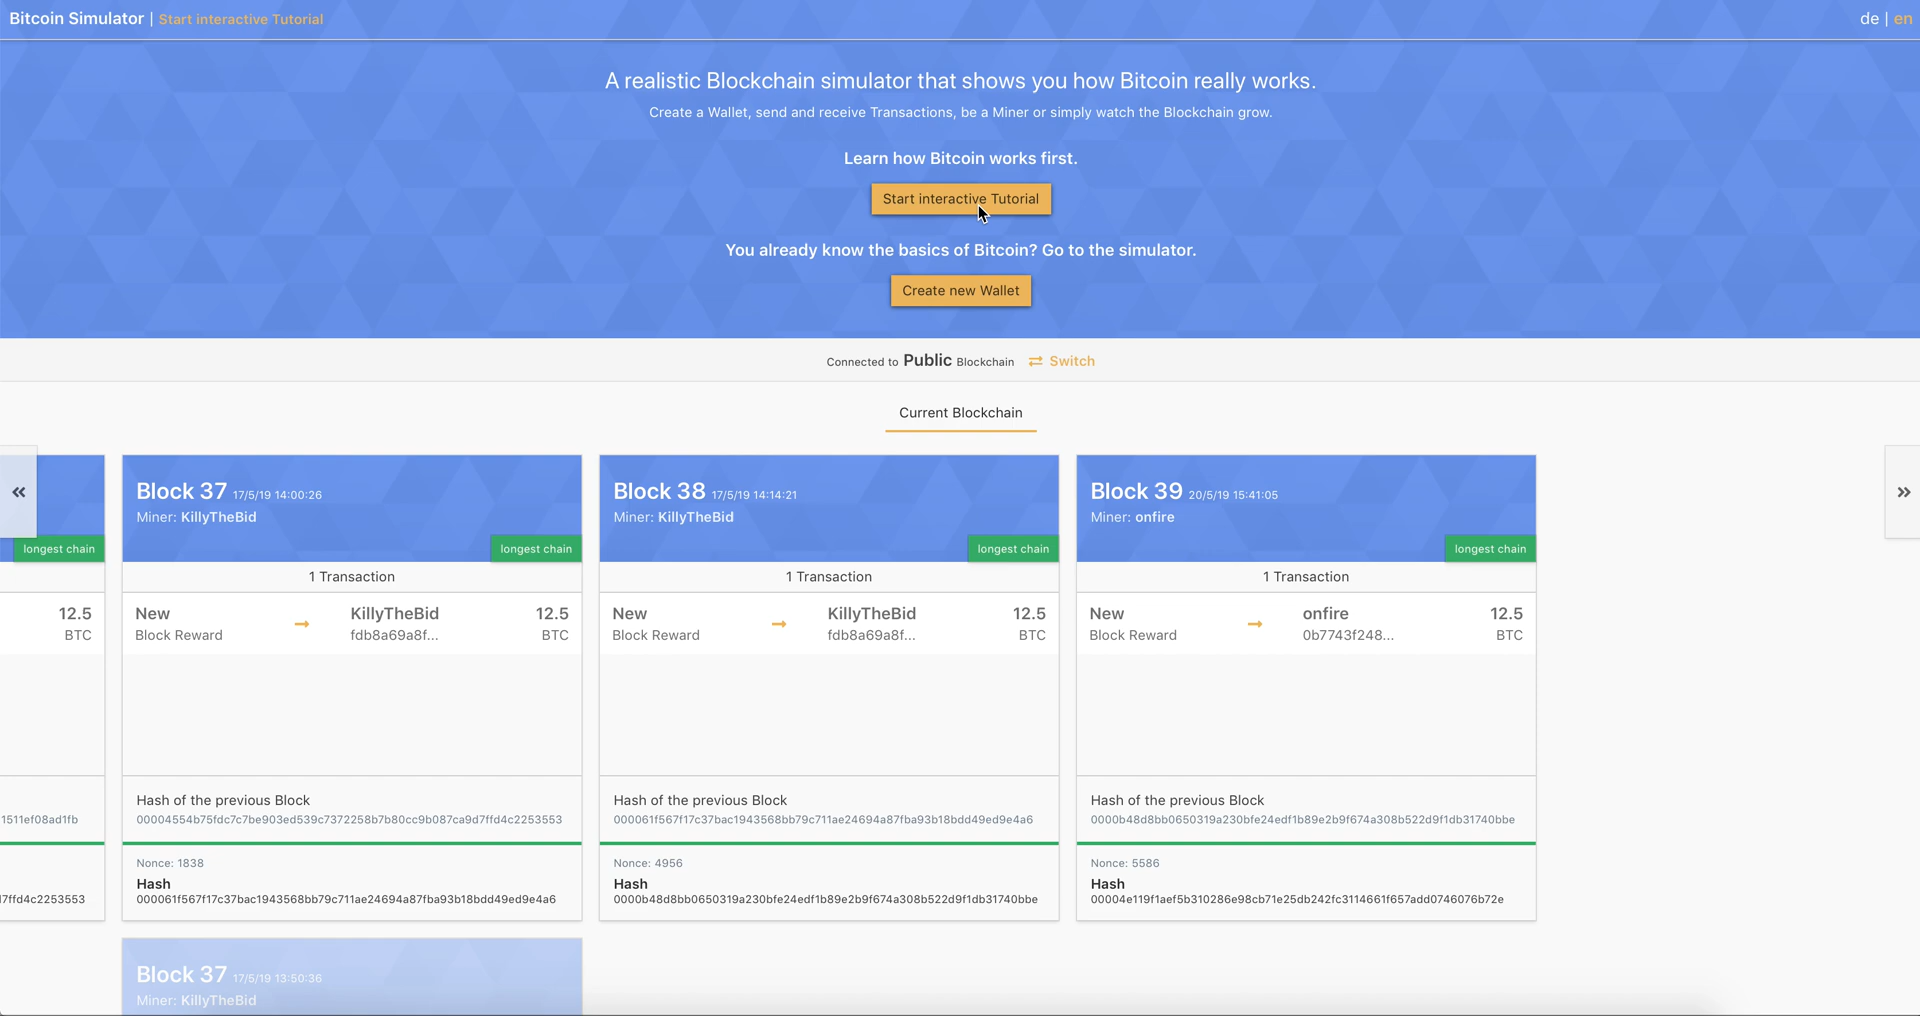 Bitcoin Simulator | Start interactive Tutorial
de | en
A realistic Blockchain simulator that shows you how Bitcoin really works.
Create a Wallet, send and receive Transactions, be a Miner or simply watch the Blockchain grow.
Learn how Bitcoin works first.
Start interactive Tutorial
You already know the basics of Bitcoin? Go to the simulator.
Create new Wallet
Connected to Public Blockchain Switch
Current Blockchain
longest chain
12.5
BTC
1511ef08ad1fb
7ffd4c2253553
Block 37 17/5/19 14:00:26
Miner: KillyTheBid
longest chain
1 Transaction
New → KillyTheBid 12.5
Block Reward fdb8a69a8f... BTC
Hash of the previous Block
00004554b75fdc7c7be903ed539c7372258b7b80cc9b087ca9d7ffd4c2253553
Nonce: 1838
Hash
000061f567f17c37bac1943568bb79c711ae24694a87fba93b18bdd49ed9e4a6
Block 38 17/5/19 14:14:21
Miner: KillyTheBid
longest chain
1 Transaction
New → KillyTheBid 12.5
Block Reward fdb8a69a8f... BTC
Hash of the previous Block
000061f567f17c37bac1943568bb79c711ae24694a87fba93b18bdd49ed9e4a6
Nonce: 4956
Hash
0000b48d8bb0650319a230bfe24edf1b89e2b9f674a308b522d9f1db31740bbe
Block 39 20/5/19 15:41:05
Miner: onfire
longest chain
1 Transaction
New → onfire 12.5
Block Reward 0b7743f248... BTC
Hash of the previous Block
0000b48d8bb0650319a230bfe24edf1b89e2b9f674a308b522d9f1db31740bbe
Nonce: 5586
Hash
00004e119f1aef5b310286e98cb71e25db242fc3114661f657add0746076b72e
Block 37 17/5/19 13:50:36
Miner: KillyTheBid